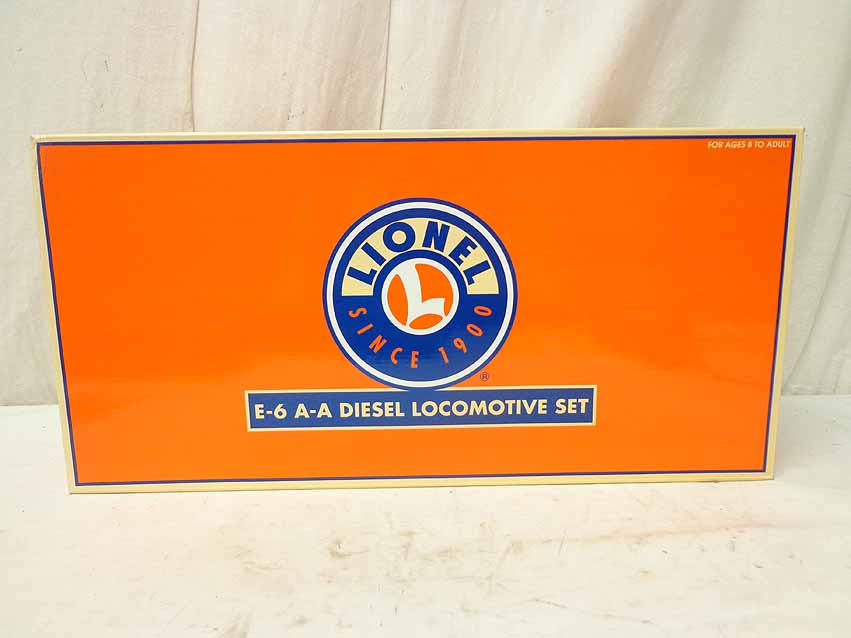 FOR AGES 8 TO ADULT
LIONEL
L
SINCE 1900
®
E-6 A-A DIESEL LOCOMOTIVE SET